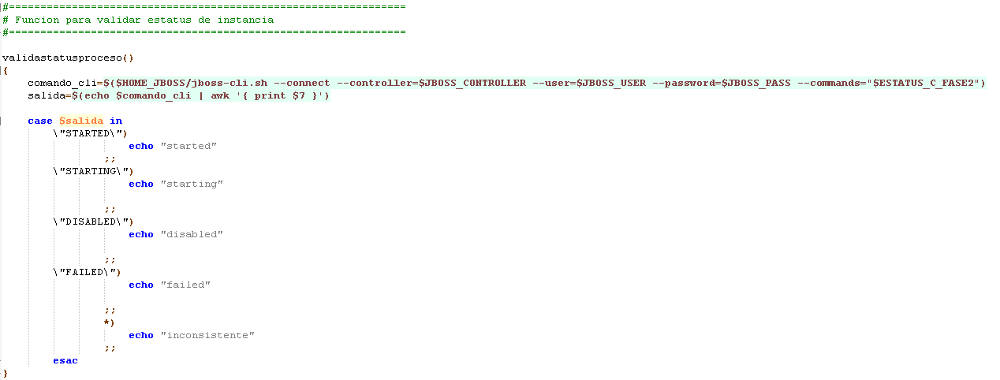 #===============================================================
# Funcion para validar estatus de instancia
#===============================================================
validastatusproceso()
{
comando_cli=$($HOME_JBOSS/jboss-cli.sh --connect --controller=$JBOSS_CONTROLLER --user=$JBOSS_USER --password=$JBOSS_PASS --commands="$ESTATUS_C_FASE2")
salida=$(echo $comando_cli | awk '{ print $7 }')
case $salida in
\"STARTED\")
echo "started"
;;
\"STARTING\")
echo "starting"
;;
\"DISABLED\")
echo "disabled"
;;
\"FAILED\")
echo "failed"
;;
*)
echo "inconsistente"
;;
esac
}